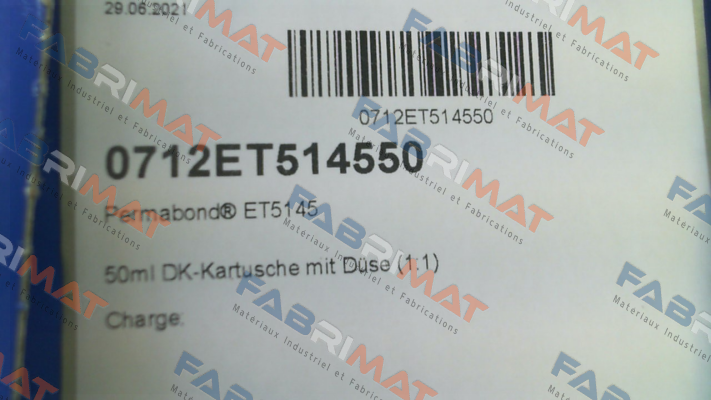 29.06.2021
0712ET514550
0712ET514550
Permabond® ET5145
50ml DK-Kartusche mit Düse (1:1)
Charge:
FABRIMAT
Matériaux Industriel et Fabrications